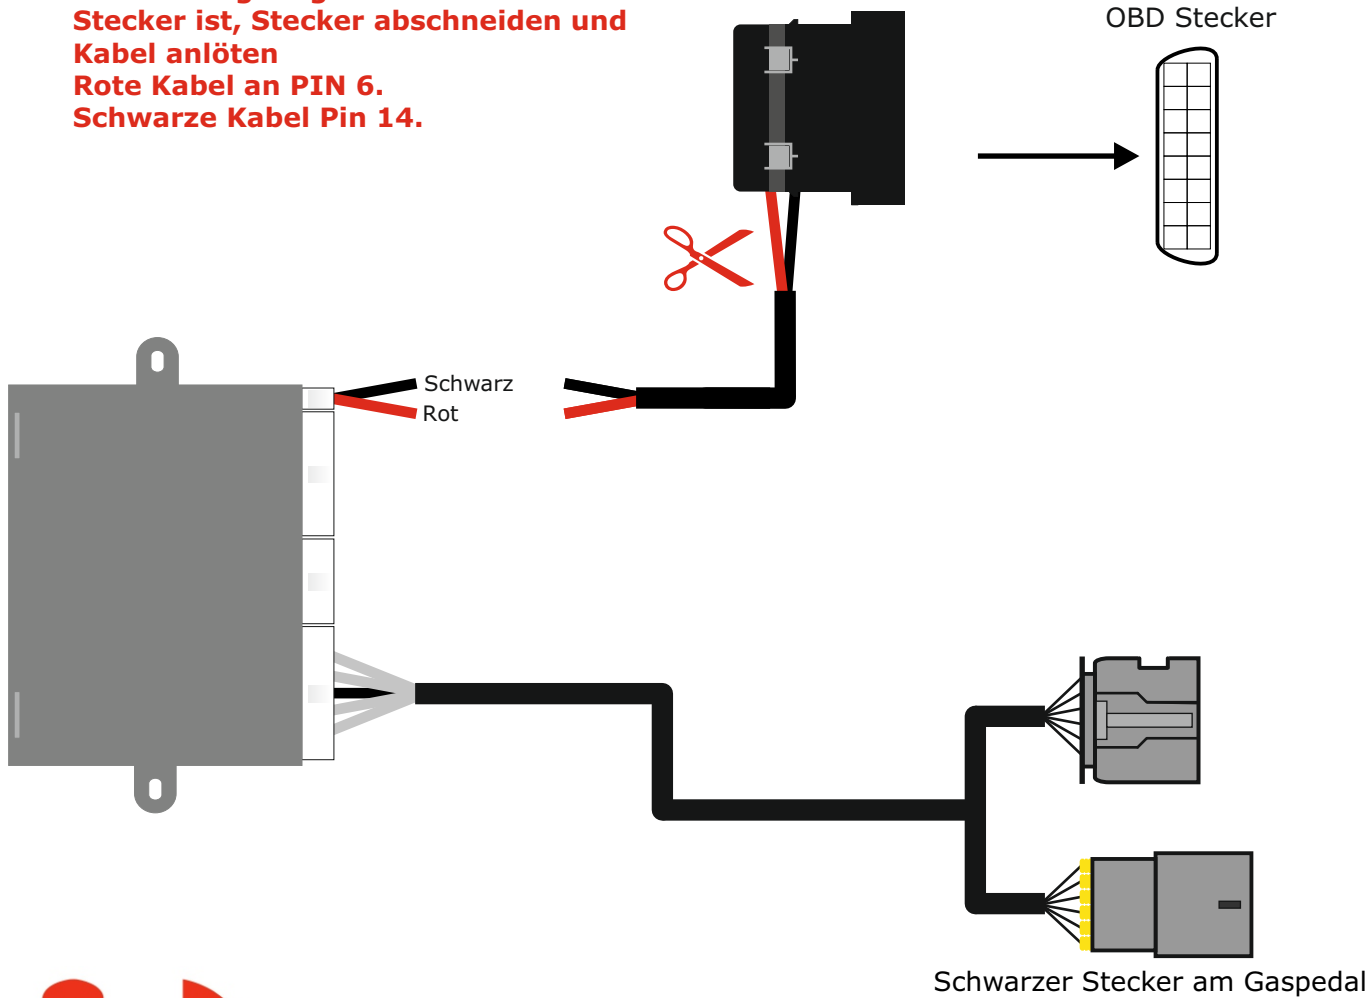 Stecker ist, Stecker abschneiden und
Kabel anlöten
Rote Kabel an PIN 6.
Schwarze Kabel Pin 14.
OBD Stecker
Schwarz
Rot
Schwarzer Stecker am Gaspedal